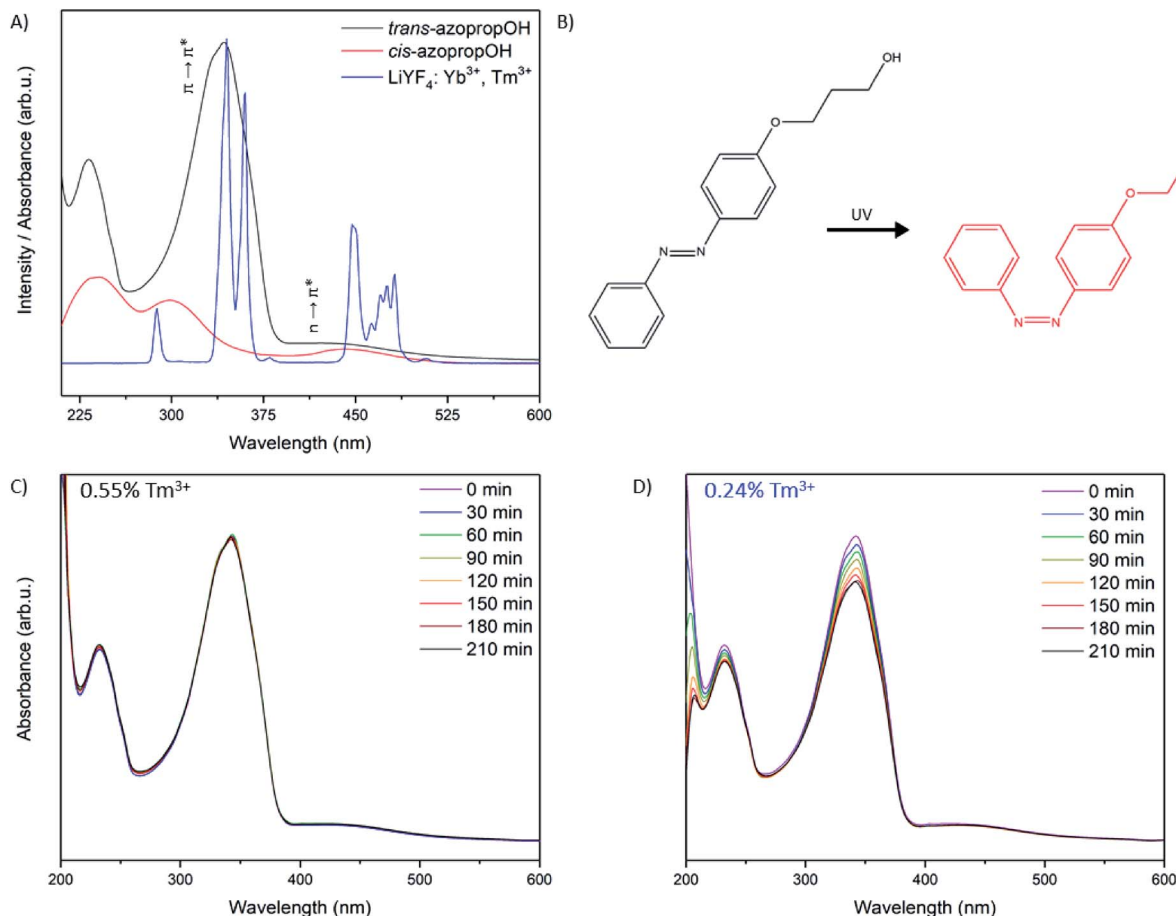 A)
Intensity / Absorbance (arb.u.)
π → π*
n → π*
trans-azopropOH
cis-azopropOH
LiYF₄: Yb³⁺, Tm³⁺
225 300 375 450 525 600
Wavelength (nm)
B)
OH
O
N=N
UV
O
N=N
C)
0.55% Tm³⁺
Absorbance (arb.u.)
0 min
30 min
60 min
90 min
120 min
150 min
180 min
210 min
200 300 400 500 600
Wavelength (nm)
D)
0.24% Tm³⁺
0 min
30 min
60 min
90 min
120 min
150 min
180 min
210 min
200 300 400 500 600
Wavelength (nm)